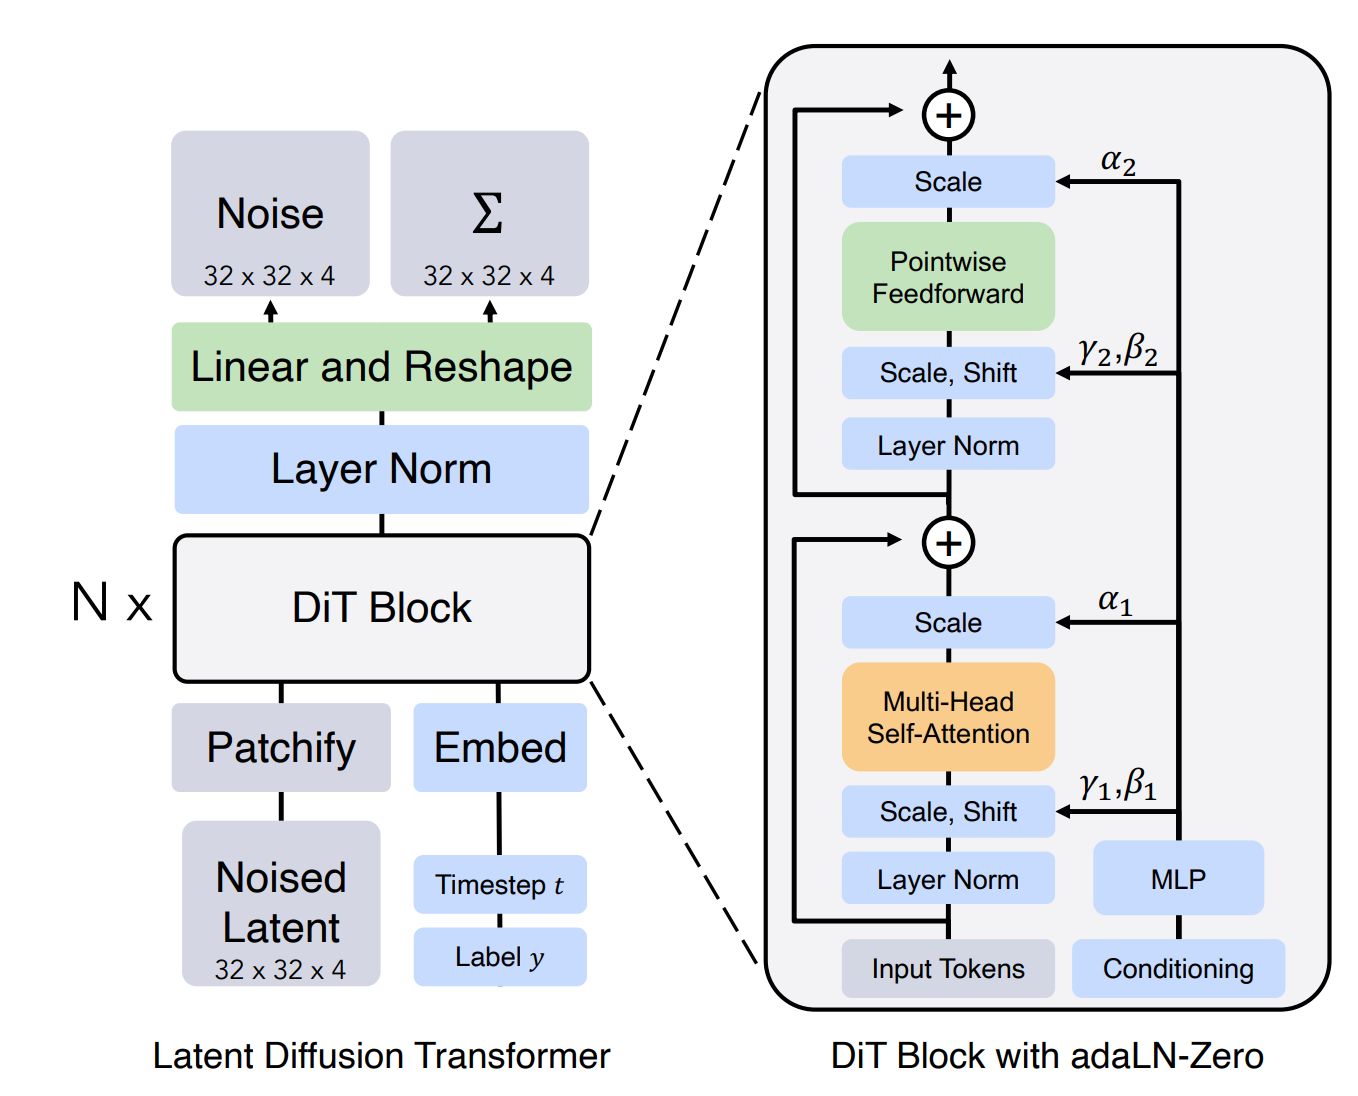 Noise
32 x 32 x 4
Σ
32 x 32 x 4
Linear and Reshape
Layer Norm
N x
DiT Block
Patchify
Embed
Noised
Latent
32 x 32 x 4
Timestep t
Label y
Latent Diffusion Transformer
+
Scale
α₂
Pointwise
Feedforward
γ₂,β₂
Scale, Shift
Layer Norm
+
α₁
Scale
Multi-Head
Self-Attention
γ₁,β₁
Scale, Shift
Layer Norm
MLP
Input Tokens
Conditioning
DiT Block with adaLN-Zero